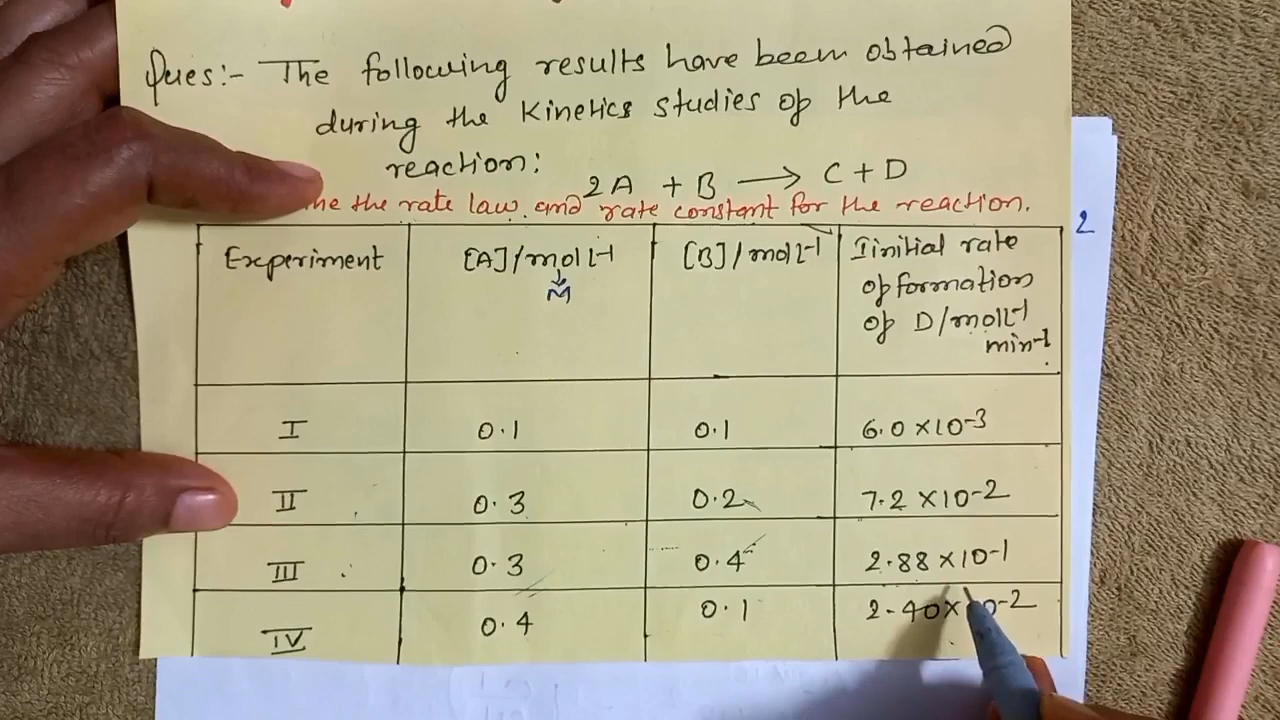 Ques:- The following results have been obtained
during the Kinetics studies of the
reaction:
2A + B → C + D
the rate law and rate constant for the reaction.
Experiment [A]/mol L-1 [B]/mol L-1 Iinitial rate
M of formation
of D/mol L-1
min-1
2
I 0.1 0.1 6.0 × 10-3
II 0.3 0.2 7.2 × 10-2
III 0.3 0.4 2.88 × 10-1
IV 0.4 0.1 2.40 × 10-2